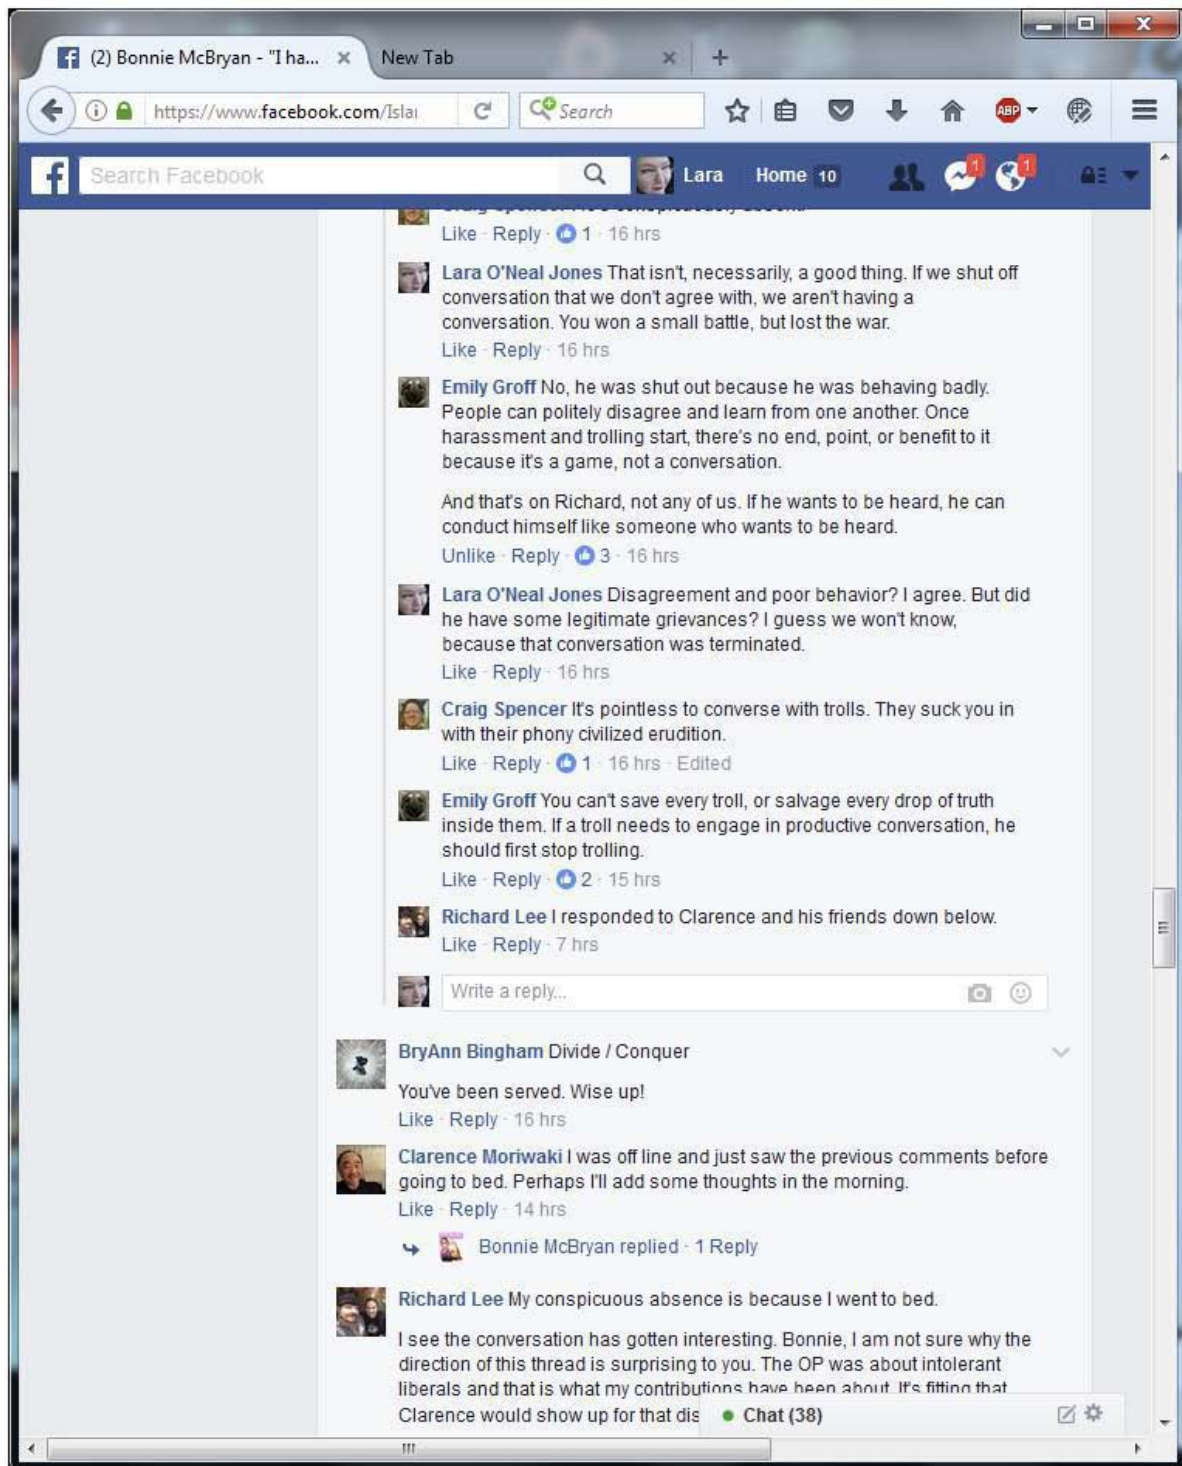 (2) Bonnie McBryan - "I ha...
New Tab
https://www.facebook.com/Islar
Search
ABP
Search Facebook
Lara
Home 10
1
1
Like · Reply · 1 · 16 hrs
Lara O'Neal Jones That isn't, necessarily, a good thing. If we shut off
conversation that we don't agree with, we aren't having a
conversation. You won a small battle, but lost the war.
Like · Reply · 16 hrs
Emily Groff No, he was shut out because he was behaving badly.
People can politely disagree and learn from one another. Once
harassment and trolling start, there's no end, point, or benefit to it
because it's a game, not a conversation.
And that's on Richard, not any of us. If he wants to be heard, he can
conduct himself like someone who wants to be heard.
Unlike · Reply · 3 · 16 hrs
Lara O'Neal Jones Disagreement and poor behavior? I agree. But did
he have some legitimate grievances? I guess we won't know,
because that conversation was terminated.
Like · Reply · 16 hrs
Craig Spencer It's pointless to converse with trolls. They suck you in
with their phony civilized erudition.
Like · Reply · 1 · 16 hrs · Edited
Emily Groff You can't save every troll, or salvage every drop of truth
inside them. If a troll needs to engage in productive conversation, he
should first stop trolling.
Like · Reply · 2 · 15 hrs
Richard Lee I responded to Clarence and his friends down below.
Like · Reply · 7 hrs
Write a reply...
BryAnn Bingham Divide / Conquer
You've been served. Wise up!
Like · Reply · 16 hrs
Clarence Moriwaki I was off line and just saw the previous comments before
going to bed. Perhaps I'll add some thoughts in the morning.
Like · Reply · 14 hrs
Bonnie McBryan replied · 1 Reply
Richard Lee My conspicuous absence is because I went to bed.
I see the conversation has gotten interesting. Bonnie, I am not sure why the
direction of this thread is surprising to you. The OP was about intolerant
liberals and that is what my contributions have been about. It's fitting that
Clarence would show up for that dis
Chat (38)